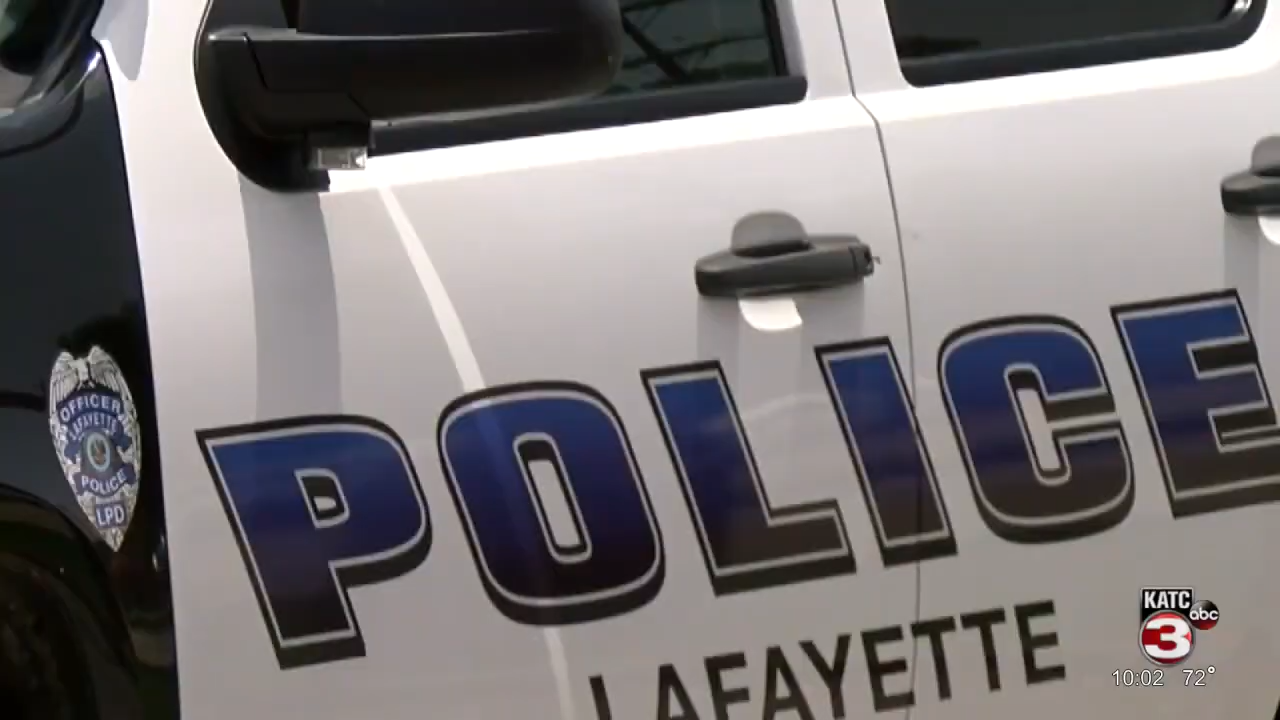 OFFICER
LAFAYETTE
POLICE
LPD
POLICE
LAFAYETTE
KATC
abc
3
10:02 72°